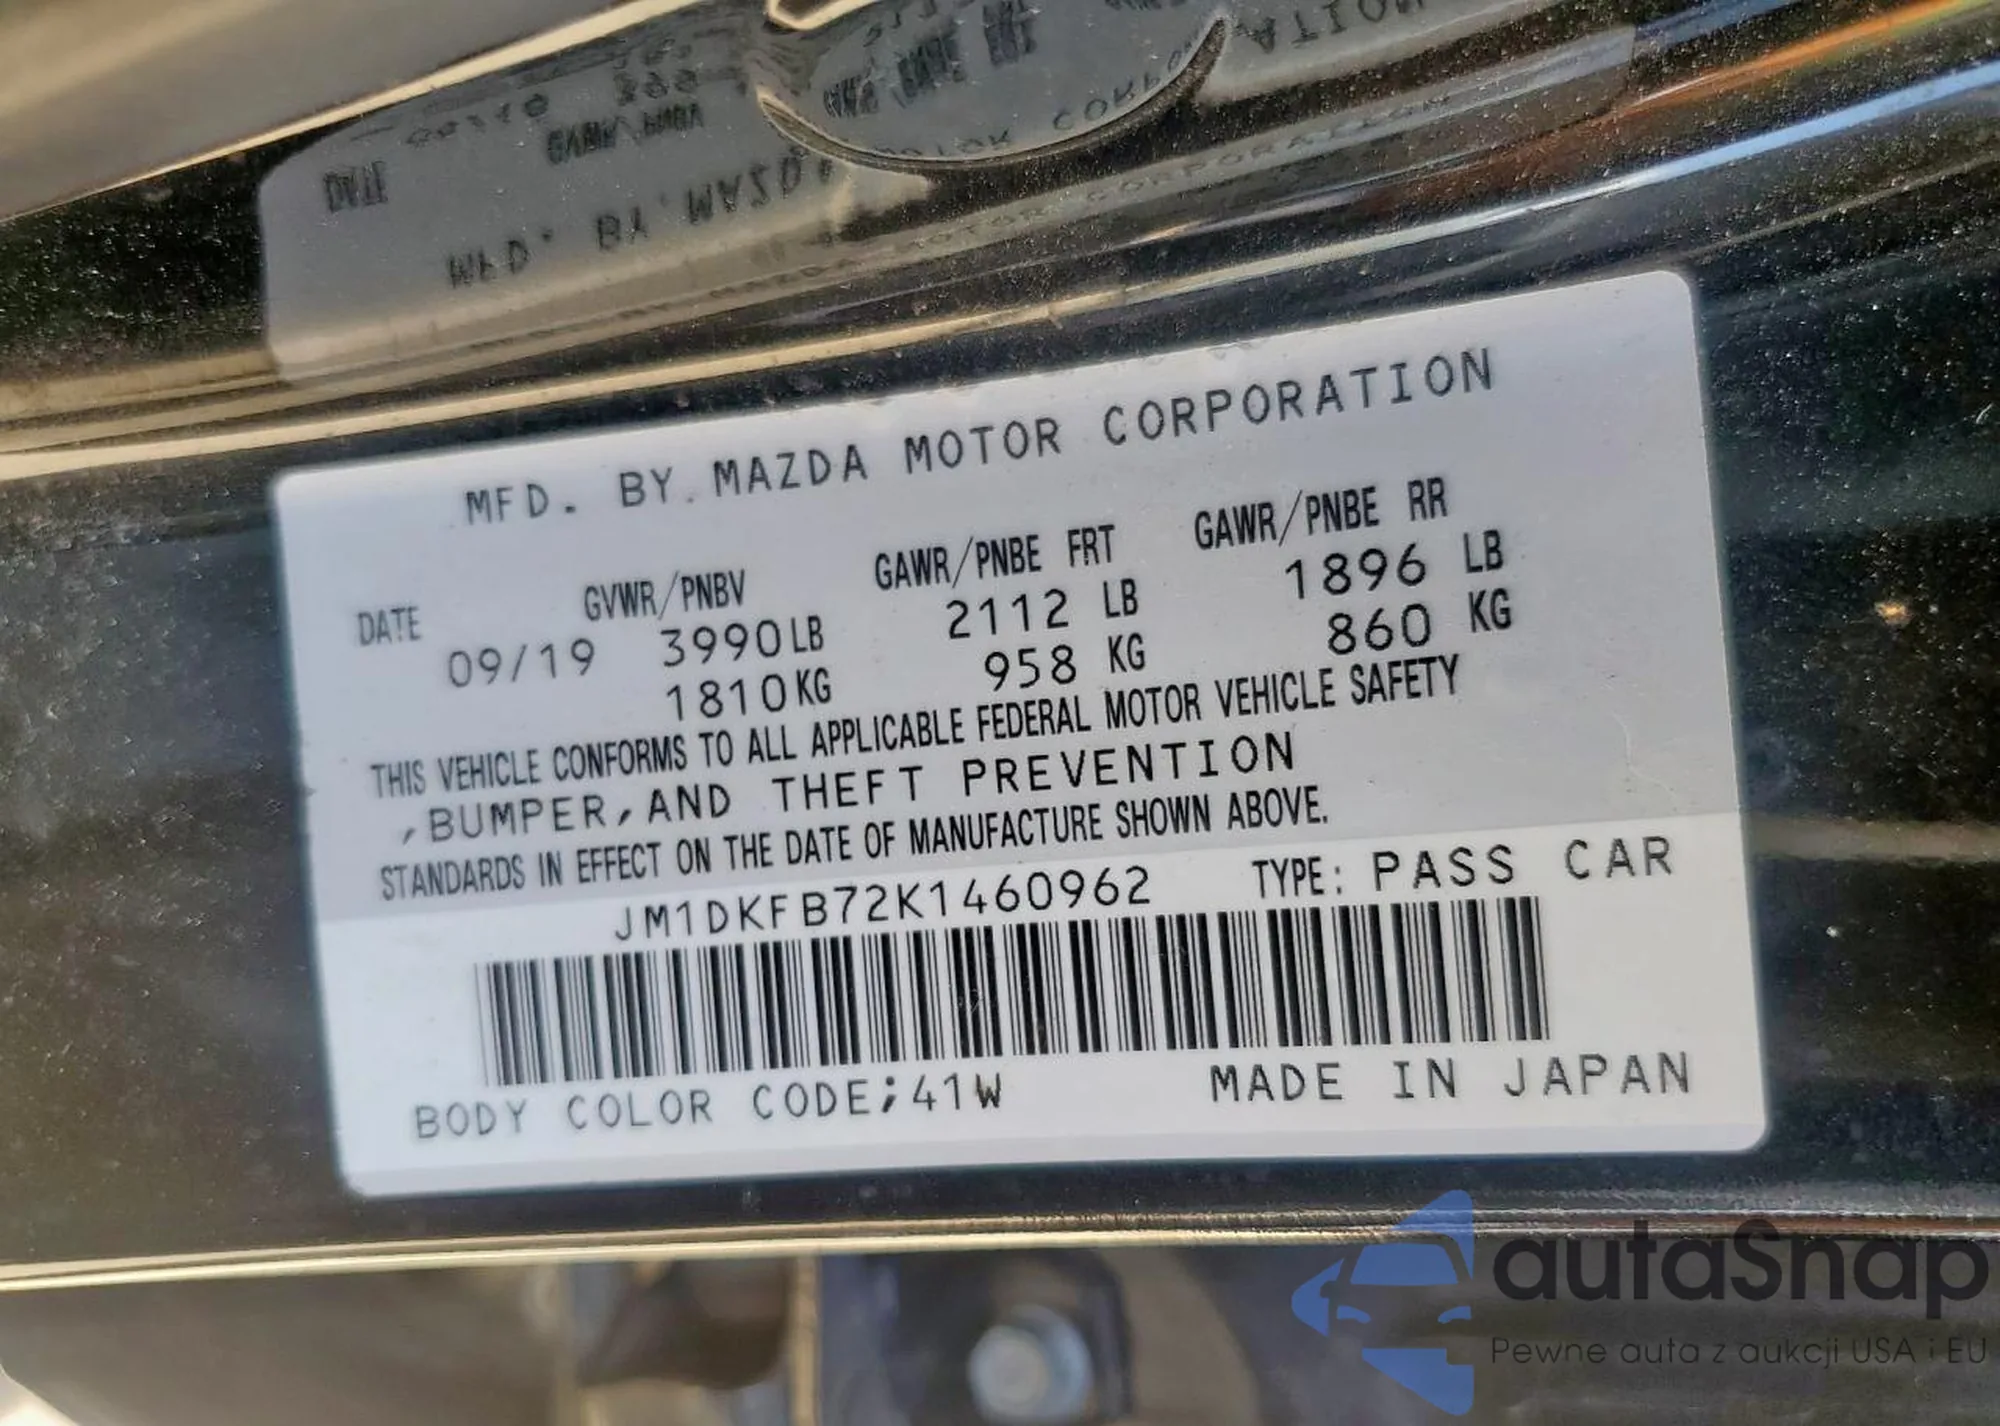 MFD. BY MAZDA MOTOR CORPORATION
DATE GVWR/PNBV GAWR/PNBE FRT GAWR/PNBE RR
09/19 3990LB 2112 LB 1896 LB
1810KG 958 KG 860 KG
THIS VEHICLE CONFORMS TO ALL APPLICABLE FEDERAL MOTOR VEHICLE SAFETY
,BUMPER,AND THEFT PREVENTION
STANDARDS IN EFFECT ON THE DATE OF MANUFACTURE SHOWN ABOVE.
JM1DKFB72K1460962 TYPE: PASS CAR
BODY COLOR CODE;41W MADE IN JAPAN
autaSnap
Pewne auta z aukcji USA i EU